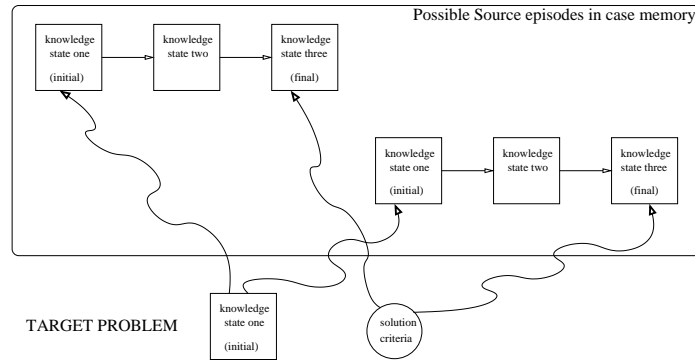 Possible Source episodes in case memory
knowledge
state one
(initial)
knowledge
state two
knowledge
state three
(final)
knowledge
state one
(initial)
knowledge
state two
knowledge
state three
(final)
TARGET PROBLEM
knowledge
state one
(initial)
solution
criteria